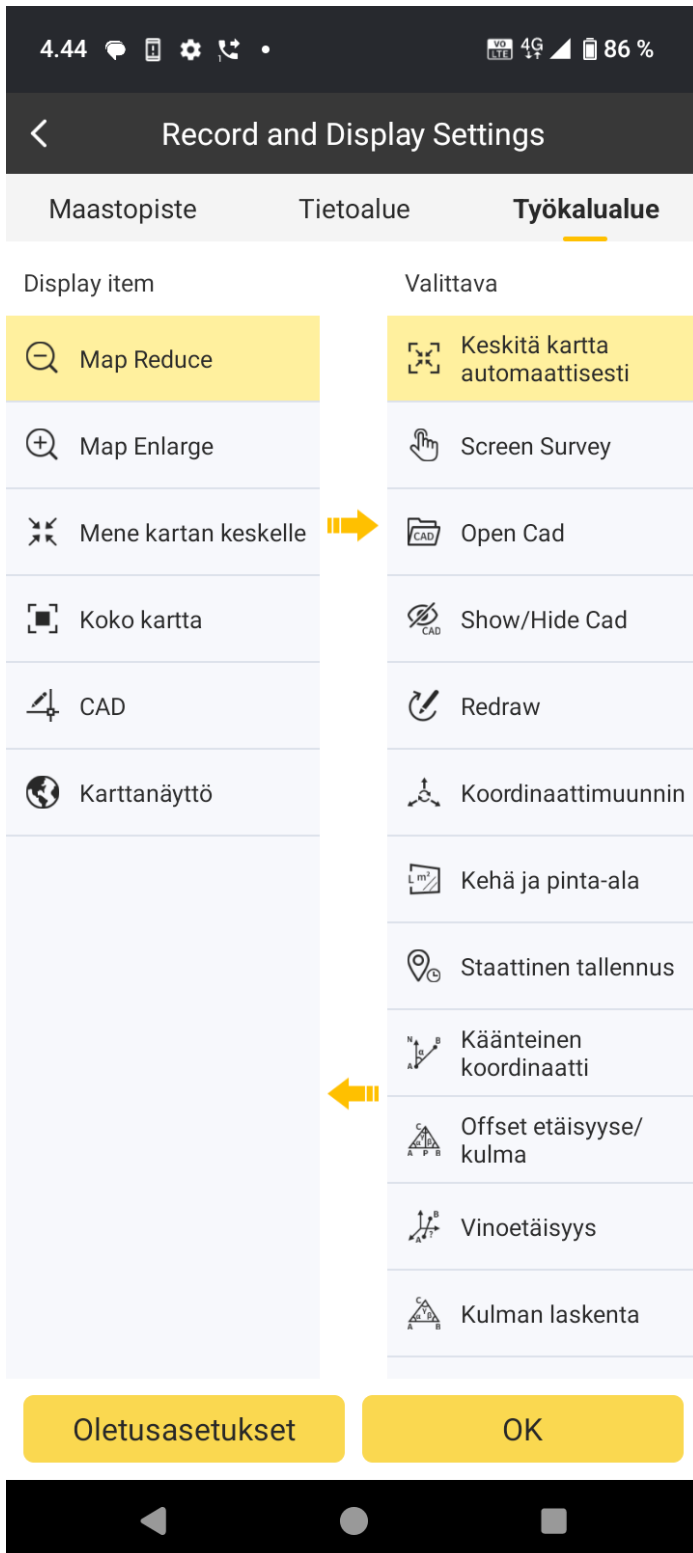 4.44
VO LTE 4G 86 %
Record and Display Settings
Maastopiste Tietoalue Työkalualue
Display item
Map Reduce
Map Enlarge
Mene kartan keskelle
Koko kartta
CAD
Karttanäyttö
Valittava
Keskitä kartta
automaattisesti
Screen Survey
CAD Open Cad
CAD Show/Hide Cad
Redraw
Koordinaattimuunnin
L m² Kehä ja pinta-ala
Staattinen tallennus
N B α A
Käänteinen
koordinaatti
C α γ β A P B
Offset etäisyyse/
kulma
B A ?
Vinoetäisyys
C α γ β A B
Kulman laskenta
Oletusasetukset OK